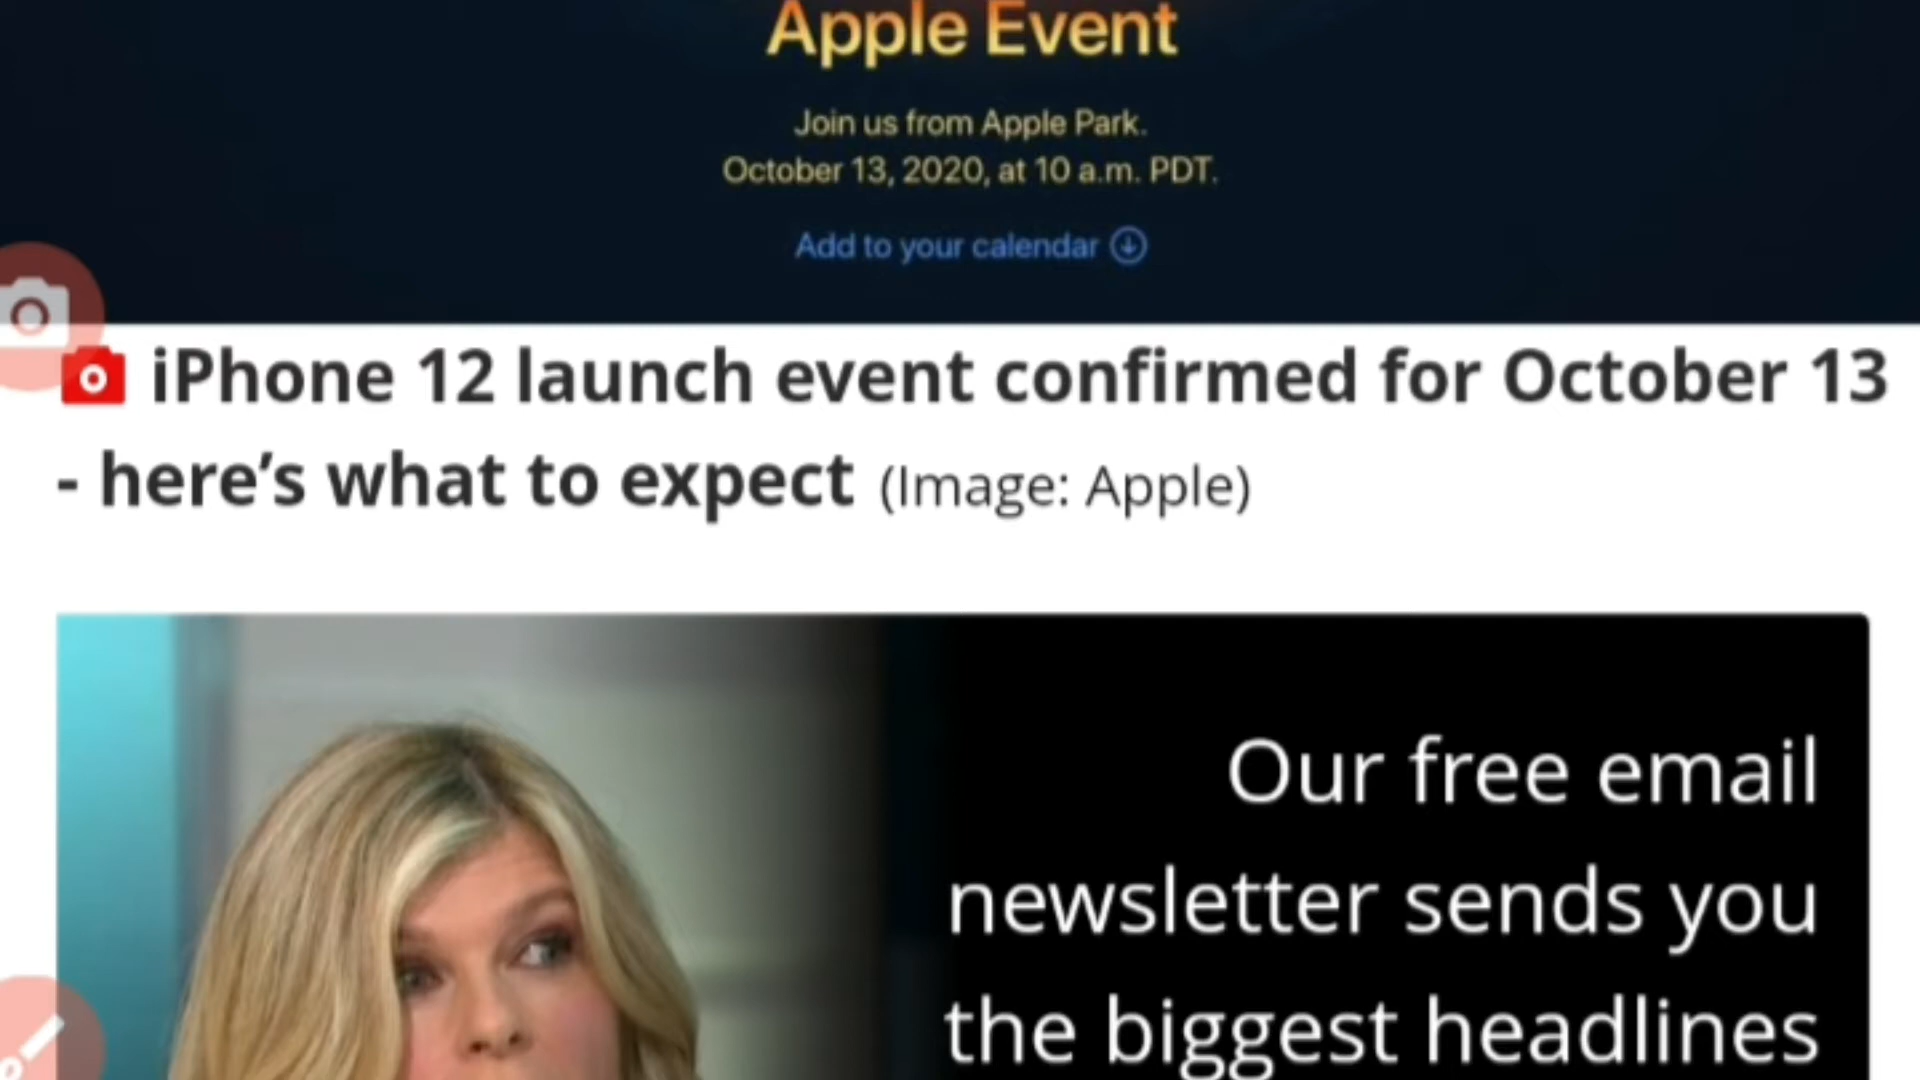 Apple Event
Join us from Apple Park.
October 13, 2020, at 10 a.m. PDT.
Add to your calendar
iPhone 12 launch event confirmed for October 13
- here’s what to expect (Image: Apple)
Our free email
newsletter sends you
the biggest headlines